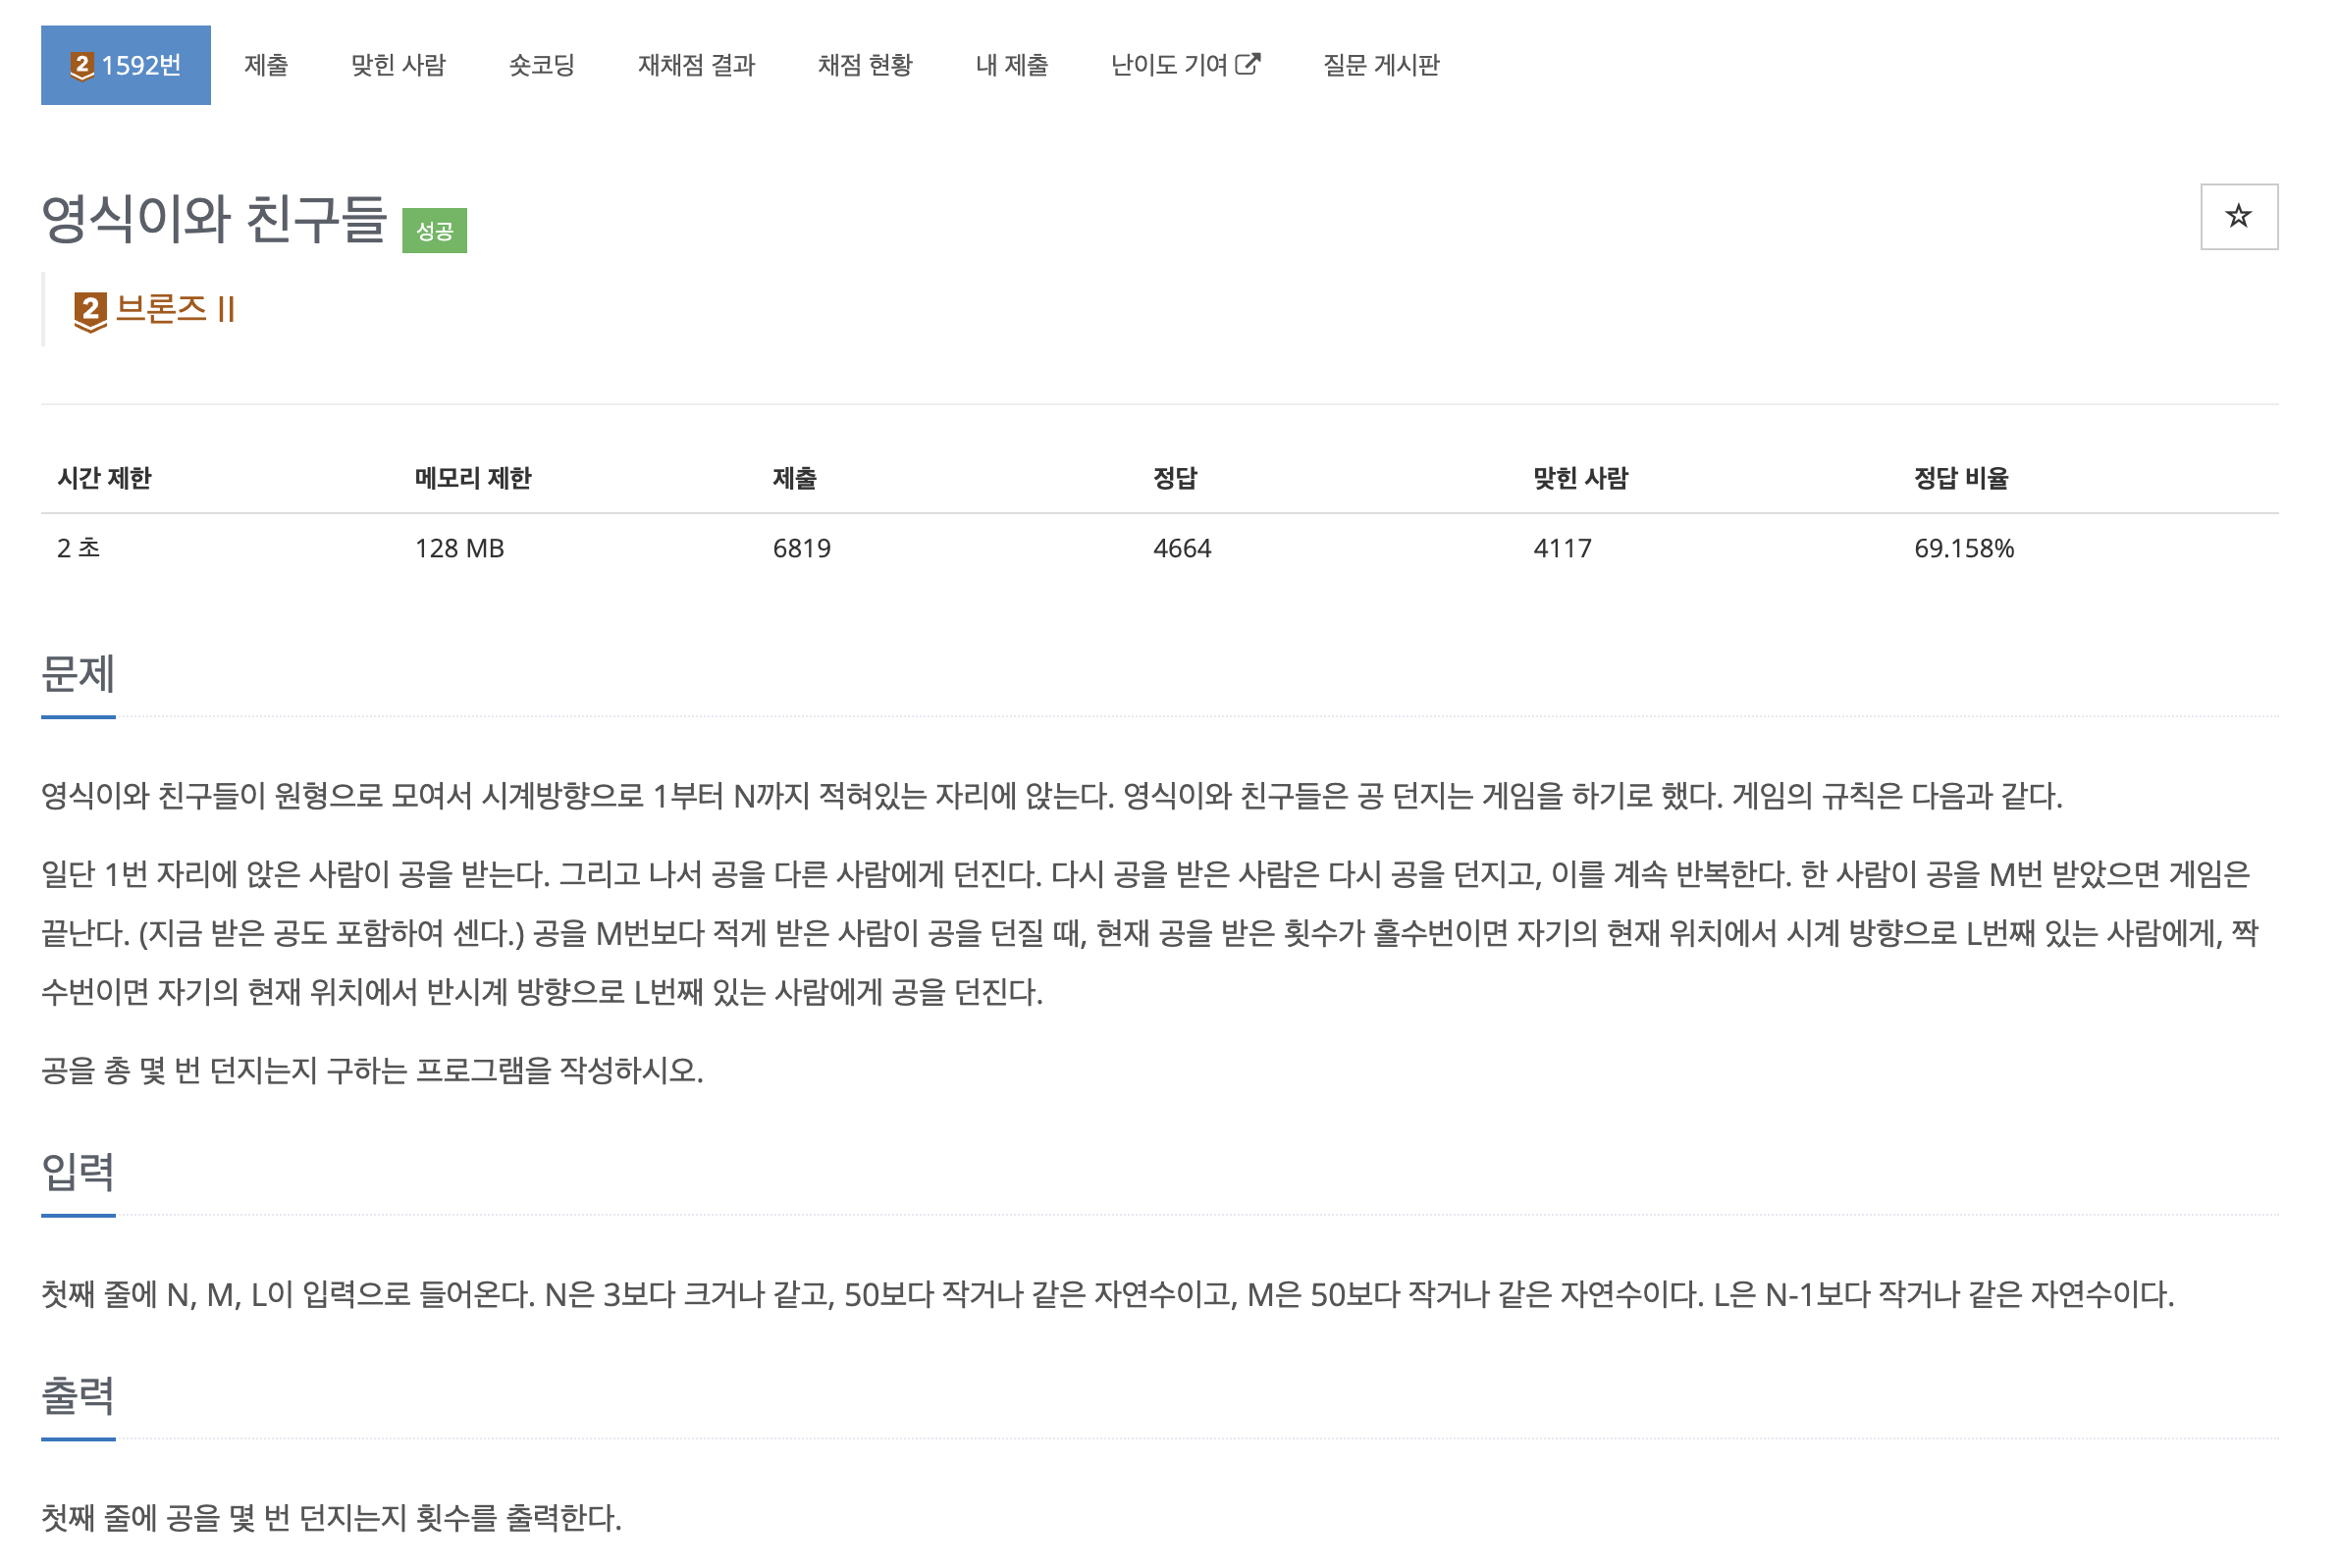 2 1592번 제출 맞힌 사람 숏코딩 재채점 결과 채점 현황 내 제출 난이도 기여 질문 게시판
영식이와 친구들 성공
2 브론즈 II
시간 제한 메모리 제한 제출 정답 맞힌 사람 정답 비율
2 초 128 MB 6819 4664 4117 69.158%
문제
영식이와 친구들이 원형으로 모여서 시계방향으로 1부터 N까지 적혀있는 자리에 앉는다. 영식이와 친구들은 공 던지는 게임을 하기로 했다. 게임의 규칙은 다음과 같다.
일단 1번 자리에 앉은 사람이 공을 받는다. 그리고 나서 공을 다른 사람에게 던진다. 다시 공을 받은 사람은 다시 공을 던지고, 이를 계속 반복한다. 한 사람이 공을 M번 받았으면 게임은
끝난다. (지금 받은 공도 포함하여 센다.) 공을 M번보다 적게 받은 사람이 공을 던질 때, 현재 공을 받은 횟수가 홀수번이면 자기의 현재 위치에서 시계 방향으로 L번째 있는 사람에게, 짝
수번이면 자기의 현재 위치에서 반시계 방향으로 L번째 있는 사람에게 공을 던진다.
공을 총 몇 번 던지는지 구하는 프로그램을 작성하시오.
입력
첫째 줄에 N, M, L이 입력으로 들어온다. N은 3보다 크거나 같고, 50보다 작거나 같은 자연수이고, M은 50보다 작거나 같은 자연수이다. L은 N-1보다 작거나 같은 자연수이다.
출력
첫째 줄에 공을 몇 번 던지는지 횟수를 출력한다.